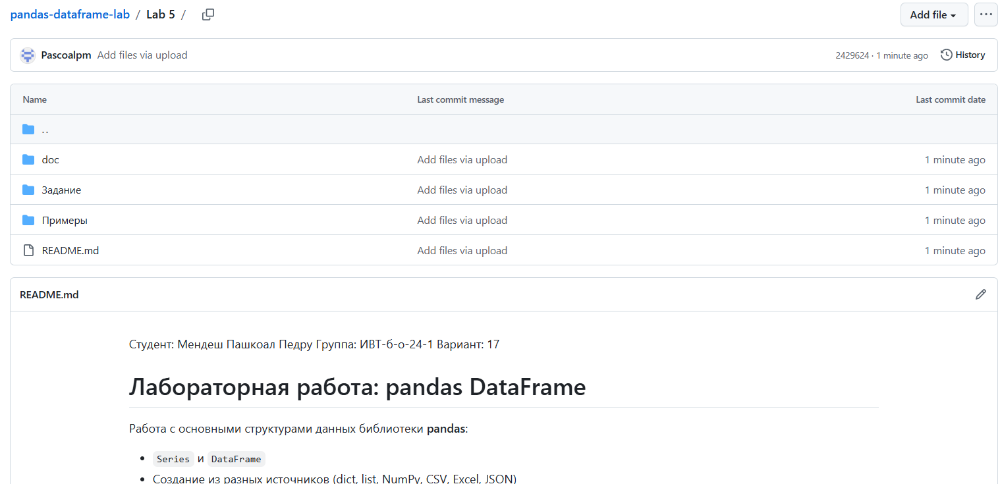 pandas-dataframe-lab / Lab 5 /
Add file
Pascoalpm Add files via upload
2429624 · 1 minute ago History
Name Last commit message Last commit date
..
doc Add files via upload 1 minute ago
Задание Add files via upload 1 minute ago
Примеры Add files via upload 1 minute ago
README.md Add files via upload 1 minute ago
README.md
Студент: Мендеш Пашкоал Педру Группа: ИВТ-б-о-24-1 Вариант: 17
Лабораторная работа: pandas DataFrame
Работа с основными структурами данных библиотеки pandas:
• Series и DataFrame
• Создание из разных источников (dict, list, NumPy, CSV, Excel, JSON)